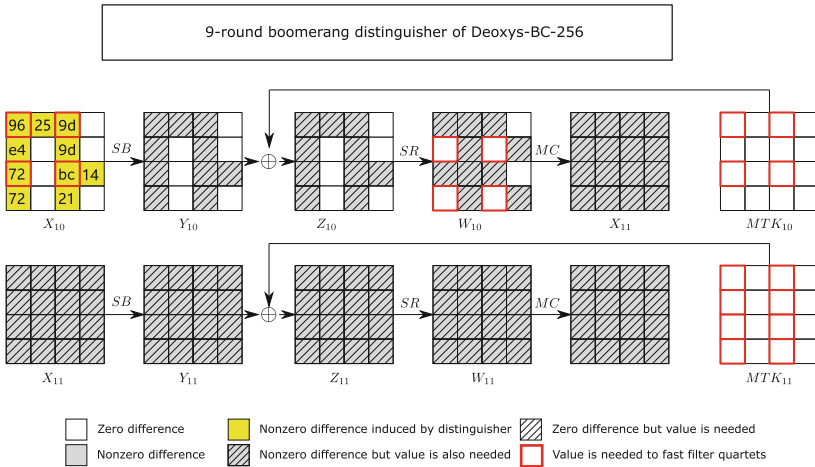 9-round boomerang distinguisher of Deoxys-BC-256
96 25 9d
e4 9d
72 bc 14
72 21
SB
SR
MC
X₁₀ Y₁₀ Z₁₀ W₁₀ X₁₁ MTK₁₀
SB
SR
MC
X₁₁ Y₁₁ Z₁₁ W₁₁ MTK₁₁
Zero difference
Nonzero difference induced by distinguisher
Zero difference but value is needed
Nonzero difference
Nonzero difference but value is also needed
Value is needed to fast filter quartets